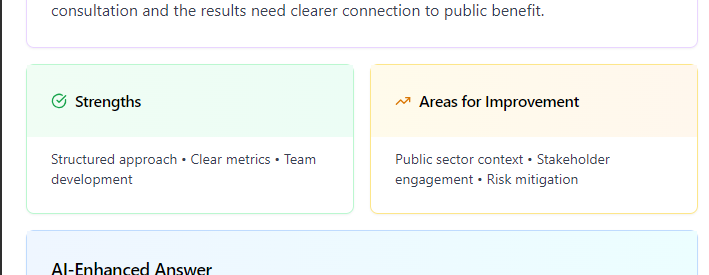 consultation and the results need clearer connection to public benefit.
Strengths
Structured approach • Clear metrics • Team
development
Areas for Improvement
Public sector context • Stakeholder
engagement • Risk mitigation
AI-Enhanced Answer